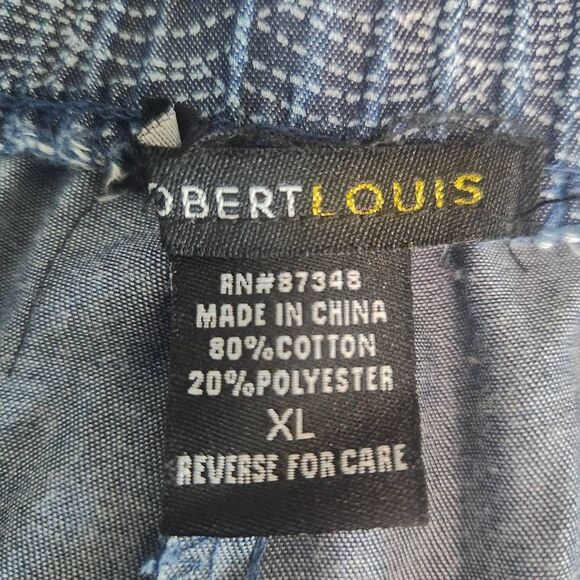 OBERTLOUIS
RN#87348
MADE IN CHINA
80%COTTON
20%POLYESTER
XL
REVERSE FOR CARE